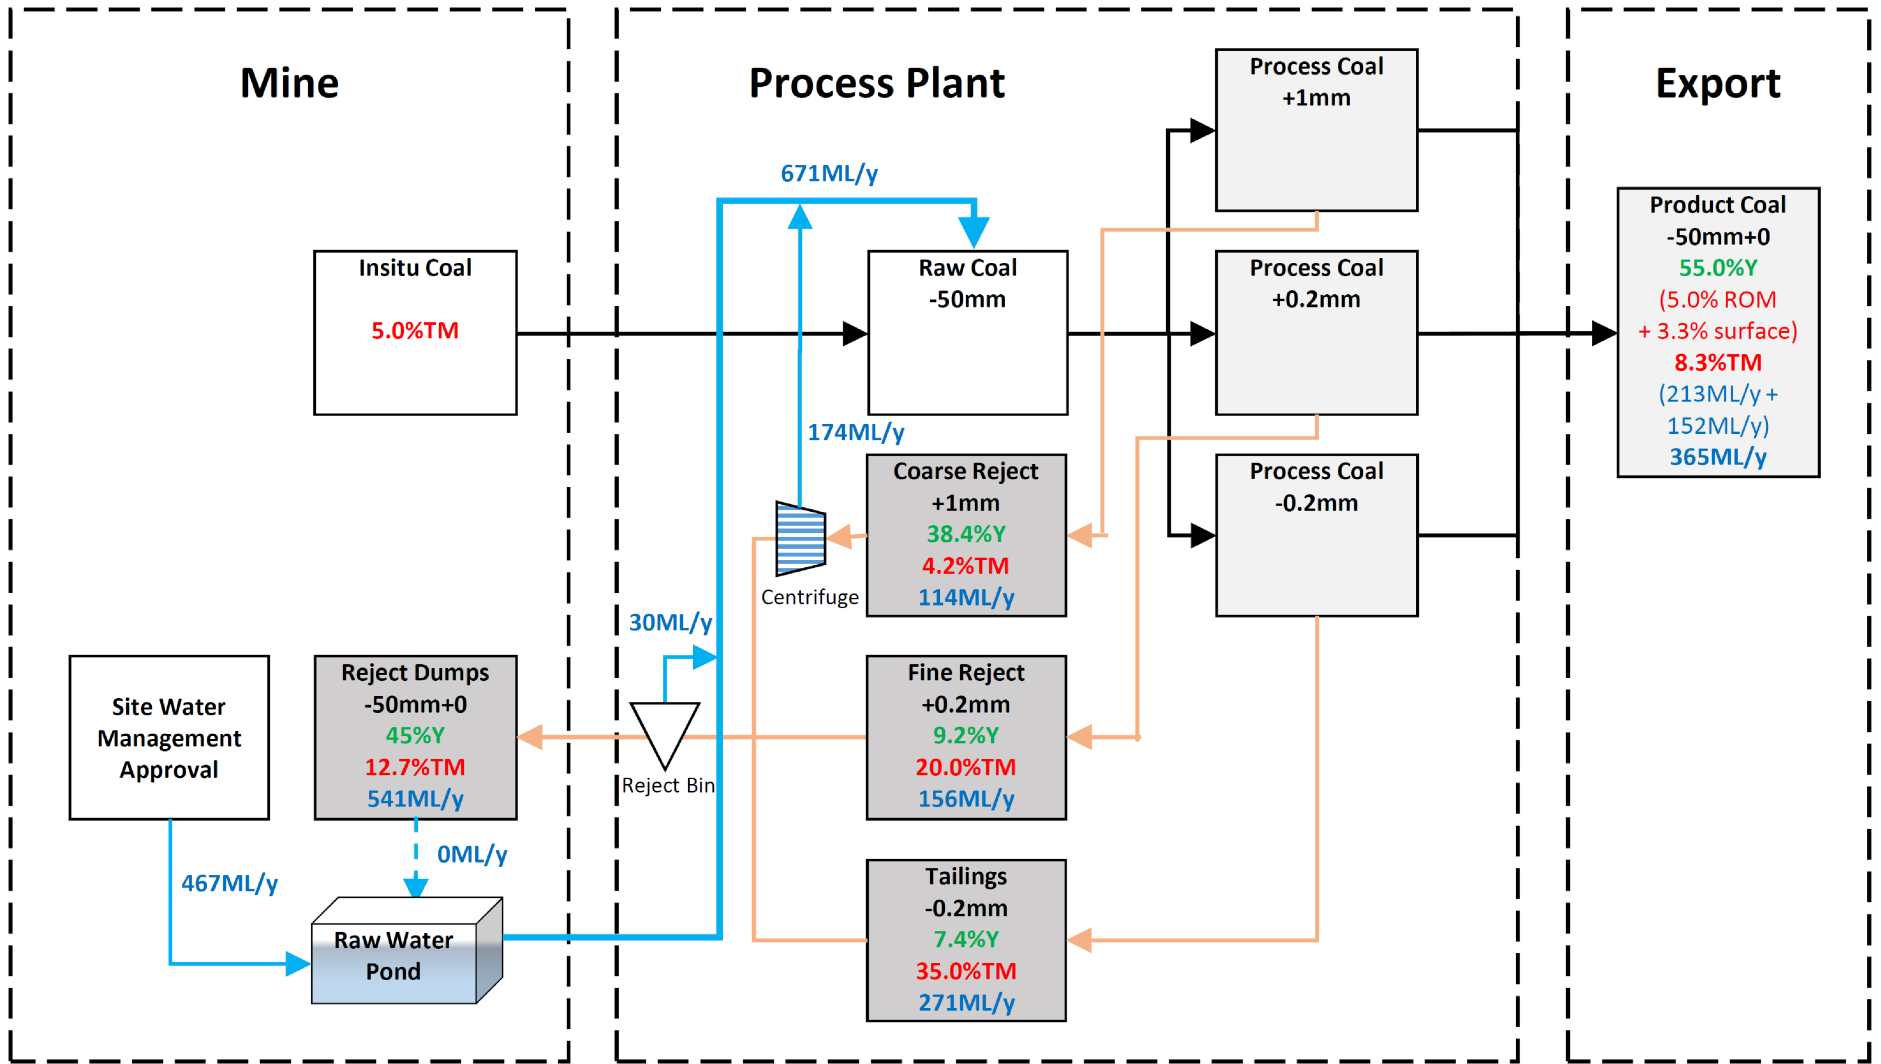 Mine
Process Plant
Export
Process Coal
+1mm
671ML/y
Insitu Coal
5.0%TM
Raw Coal
-50mm
Process Coal
+0.2mm
Product Coal
-50mm+0
55.0%Y
(5.0% ROM
+ 3.3% surface)
8.3%TM
(213ML/y +
152ML/y)
365ML/y
174ML/y
Coarse Reject
+1mm
38.4%Y
4.2%TM
114ML/y
Process Coal
-0.2mm
Centrifuge
30ML/y
Site Water
Management
Approval
Reject Dumps
-50mm+0
45%Y
12.7%TM
541ML/y
Reject Bin
Fine Reject
+0.2mm
9.2%Y
20.0%TM
156ML/y
0ML/y
467ML/y
Raw Water
Pond
Tailings
-0.2mm
7.4%Y
35.0%TM
271ML/y